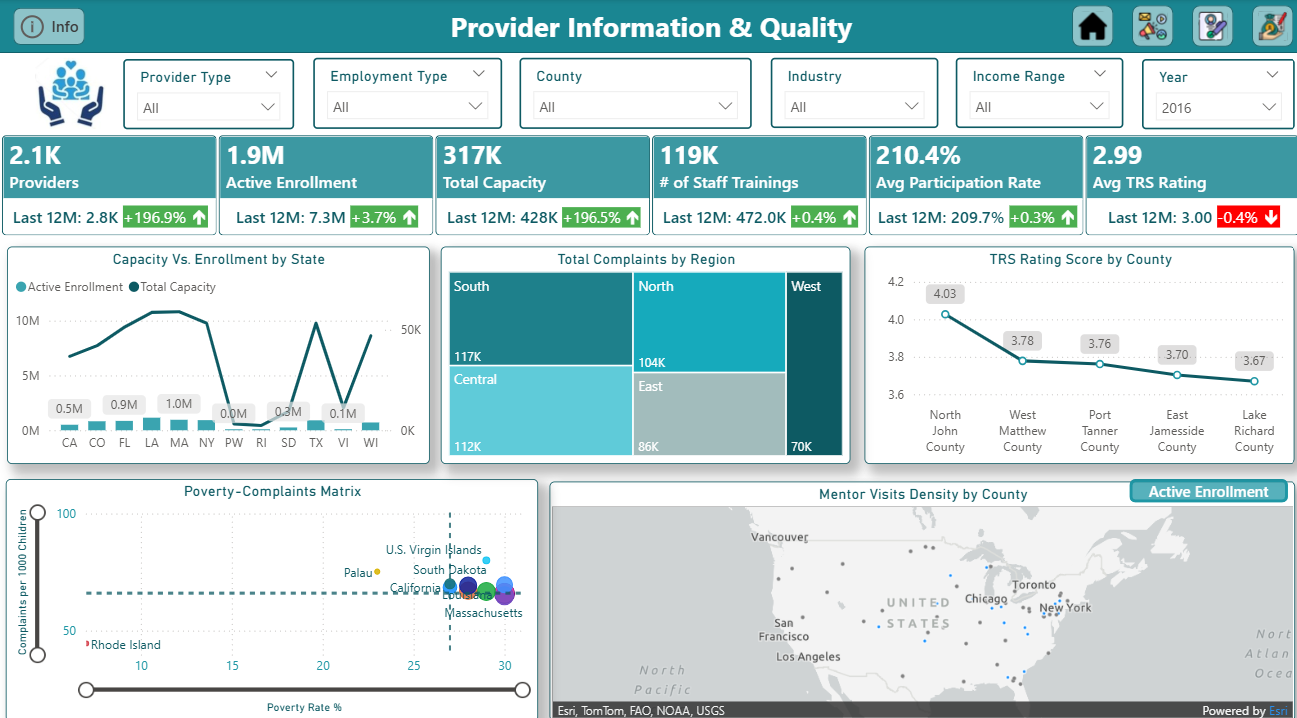 Info
Provider Information & Quality
Provider Type
All
Employment Type
All
County
All
Industry
All
Income Range
All
Year
2016
2.1K
Providers
Last 12M: 2.8K +196.9%
1.9M
Active Enrollment
Last 12M: 7.3M +3.7%
317K
Total Capacity
Last 12M: 428K +196.5%
119K
# of Staff Trainings
Last 12M: 472.0K +0.4%
210.4%
Avg Participation Rate
Last 12M: 209.7% +0.3%
2.99
Avg TRS Rating
Last 12M: 3.00 -0.4%
Capacity Vs. Enrollment by State
Active Enrollment Total Capacity
10M
5M
0M
50K
0K
0.5M 0.9M 1.0M 0.0M 0.3M 0.1M
CA CO FL LA MA NY PW RI SD TX VI WI
Total Complaints by Region
South
117K
Central
112K
North
104K
East
86K
West
70K
TRS Rating Score by County
4.2
4.0
3.8
3.6
4.03
3.78
3.76
3.70
3.67
North John County
West Matthew County
Port Tanner County
East Jamesside County
Lake Richard County
Poverty-Complaints Matrix
Complaints per 1000 Children
100
50
U.S. Virgin Islands
Palau
South Dakota
California
Louisiana
Massachusetts
Rhode Island
10 15 20 25 30
Poverty Rate %
Mentor Visits Density by County
Active Enrollment
Vancouver
Toronto
Chicago
New York
UNITED
STATES
San
Francisco
Los Angeles
North
Pacific
Nort
Atlan
Ocea
Esri, TomTom, FAO, NOAA, USGS
Powered by Esri